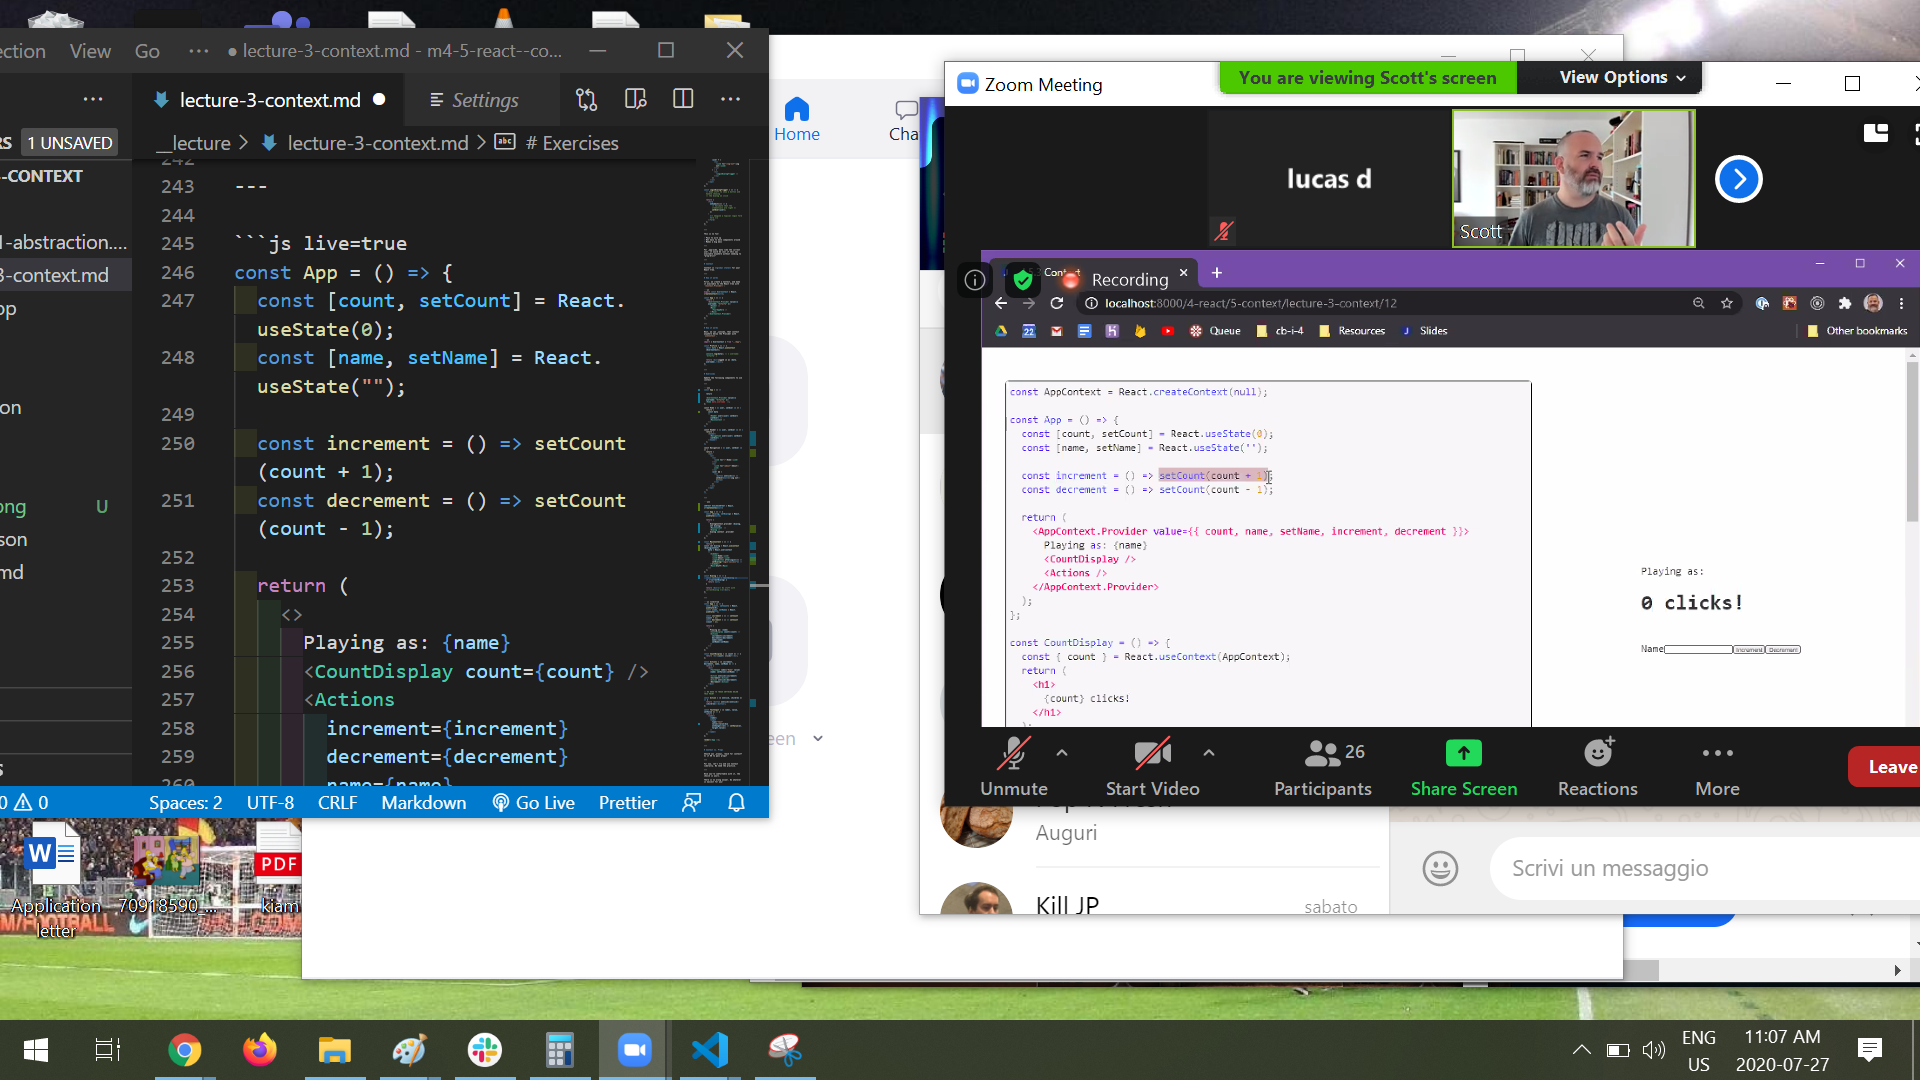 ection View Go ··· ● lecture-3-context.md - m4-5-react--co...
lecture-3-context.md ● Settings
RS 1 UNSAVED
__lecture > lecture-3-context.md > # Exercises
-CONTEXT
l-abstraction....
3-context.md
pp
on
ong U
son
md
S
242
243 ---
244
245 ```js live=true
246 const App = () => {
247 const [count, setCount] = React.
useState(0);
248 const [name, setName] = React.
useState("");
249
250 const increment = () => setCount
(count + 1);
251 const decrement = () => setCount
(count - 1);
252
253 return (
254 <>
255 Playing as: {name}
256 <CountDisplay count={count} />
257 <Actions
258 increment={increment}
259 decrement={decrement}
260 name={name}
0 0 Spaces: 2 UTF-8 CRLF Markdown Go Live Prettier
Home Cha
een
Zoom Meeting
You are viewing Scott's screen View Options
lucas d
Scott
Recording
localhost:8000/4-react/5-context/lecture-3-context/12
22 Queue cb-i-4 Resources Slides Other bookmarks
const AppContext = React.createContext(null);
const App = () => {
const [count, setCount] = React.useState(0);
const [name, setName] = React.useState('');
const increment = () => setCount(count + 1);
const decrement = () => setCount(count - 1);
return (
<AppContext.Provider value={{ count, name, setName, increment, decrement }}>
Playing as: {name}
<CountDisplay />
<Actions />
</AppContext.Provider>
);
};
const CountDisplay = () => {
const { count } = React.useContext(AppContext);
return (
<h1>
{count} clicks!
</h1>
Playing as:
0 clicks!
Name Increment Decrement
Unmute Start Video Participants 26 Share Screen Reactions More Leave
Auguri
Kill JP sabato
Scrivi un messaggio
Application
letter
70918590_...
PDF
kiam
ENG
US
11:07 AM
2020-07-27